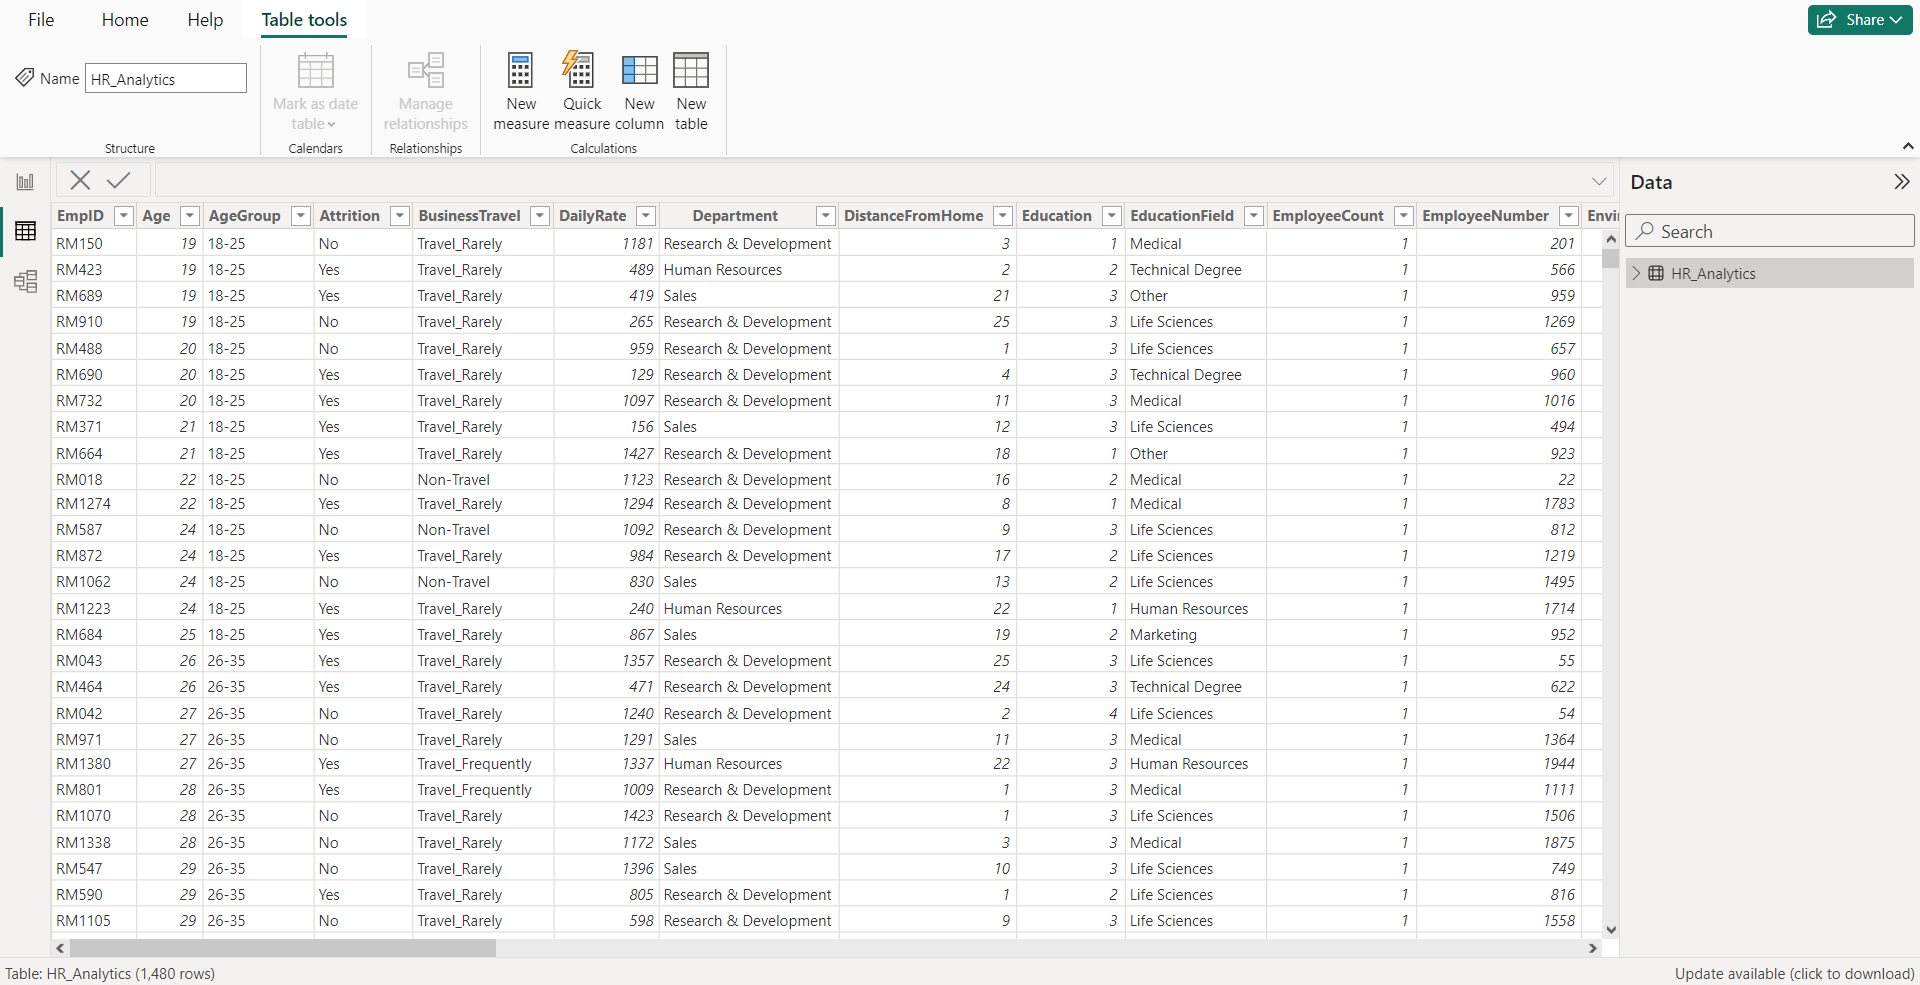 File Home Help Table tools Share
Name HR_Analytics
Mark as date table
Manage relationships
New measure
Quick measure
New column
New table
Structure Calendars Relationships Calculations
Data
Search
HR_Analytics
EmpID Age AgeGroup Attrition BusinessTravel DailyRate Department DistanceFromHome Education EducationField EmployeeCount EmployeeNumber Envir
RM150 19 18-25 No Travel_Rarely 1181 Research & Development 3 1 Medical 1 201
RM423 19 18-25 Yes Travel_Rarely 489 Human Resources 2 2 Technical Degree 1 566
RM689 19 18-25 Yes Travel_Rarely 419 Sales 21 3 Other 1 959
RM910 19 18-25 No Travel_Rarely 265 Research & Development 25 3 Life Sciences 1 1269
RM488 20 18-25 No Travel_Rarely 959 Research & Development 1 3 Life Sciences 1 657
RM690 20 18-25 Yes Travel_Rarely 129 Research & Development 4 3 Technical Degree 1 960
RM732 20 18-25 Yes Travel_Rarely 1097 Research & Development 11 3 Medical 1 1016
RM371 21 18-25 Yes Travel_Rarely 156 Sales 12 3 Life Sciences 1 494
RM664 21 18-25 Yes Travel_Rarely 1427 Research & Development 18 1 Other 1 923
RM018 22 18-25 No Non-Travel 1123 Research & Development 16 2 Medical 1 22
RM1274 22 18-25 Yes Travel_Rarely 1294 Research & Development 8 1 Medical 1 1783
RM587 24 18-25 No Non-Travel 1092 Research & Development 9 3 Life Sciences 1 812
RM872 24 18-25 Yes Travel_Rarely 984 Research & Development 17 2 Life Sciences 1 1219
RM1062 24 18-25 No Non-Travel 830 Sales 13 2 Life Sciences 1 1495
RM1223 24 18-25 Yes Travel_Rarely 240 Human Resources 22 1 Human Resources 1 1714
RM684 25 18-25 Yes Travel_Rarely 867 Sales 19 2 Marketing 1 952
RM043 26 26-35 Yes Travel_Rarely 1357 Research & Development 25 3 Life Sciences 1 55
RM464 26 26-35 Yes Travel_Rarely 471 Research & Development 24 3 Technical Degree 1 622
RM042 27 26-35 No Travel_Rarely 1240 Research & Development 2 4 Life Sciences 1 54
RM971 27 26-35 No Travel_Rarely 1291 Sales 11 3 Medical 1 1364
RM1380 27 26-35 Yes Travel_Frequently 1337 Human Resources 22 3 Human Resources 1 1944
RM801 28 26-35 Yes Travel_Frequently 1009 Research & Development 1 3 Medical 1 1111
RM1070 28 26-35 No Travel_Rarely 1423 Research & Development 1 3 Life Sciences 1 1506
RM1338 28 26-35 No Travel_Rarely 1172 Sales 3 3 Medical 1 1875
RM547 29 26-35 No Travel_Rarely 1396 Sales 10 3 Life Sciences 1 749
RM590 29 26-35 Yes Travel_Rarely 805 Research & Development 1 2 Life Sciences 1 816
RM1105 29 26-35 No Travel_Rarely 598 Research & Development 9 3 Life Sciences 1 1558
Table: HR_Analytics (1,480 rows) Update available (click to download)